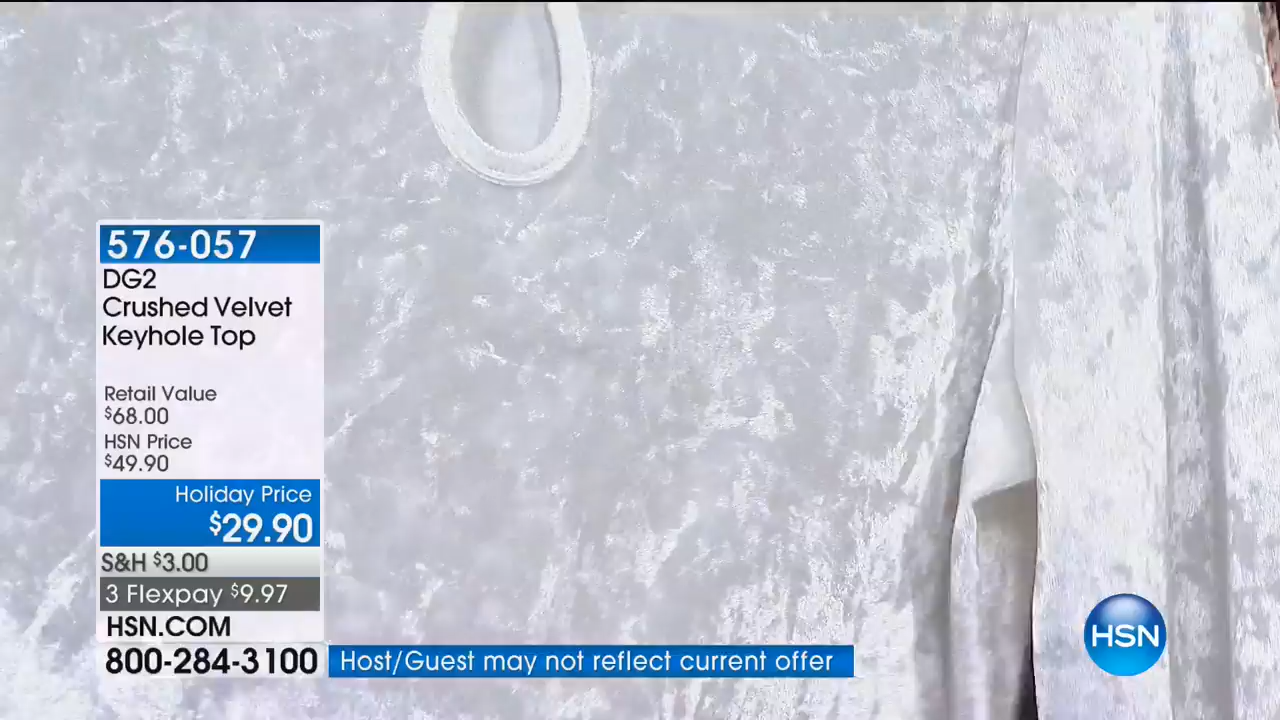 576-057
DG2
Crushed Velvet
Keyhole Top
Retail Value
$68.00
HSN Price
$49.90
Holiday Price
$29.90
S&H $3.00
3 Flexpay $9.97
HSN.COM
800-284-3100
Host/Guest may not reflect current offer
HSN